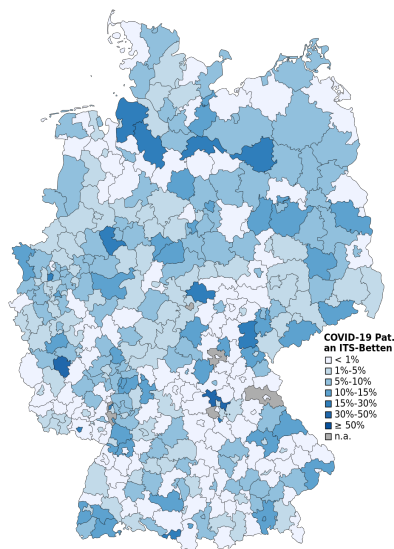 COVID-19 Pat.
an ITS-Betten
< 1%
1%-5%
5%-10%
10%-15%
15%-30%
30%-50%
≥ 50%
n.a.